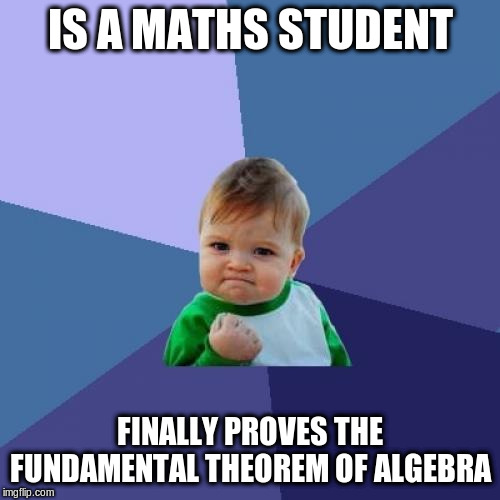 IS A MATHS STUDENT
FINALLY PROVES THE
FUNDAMENTAL THEOREM OF ALGEBRA
imgflip.com